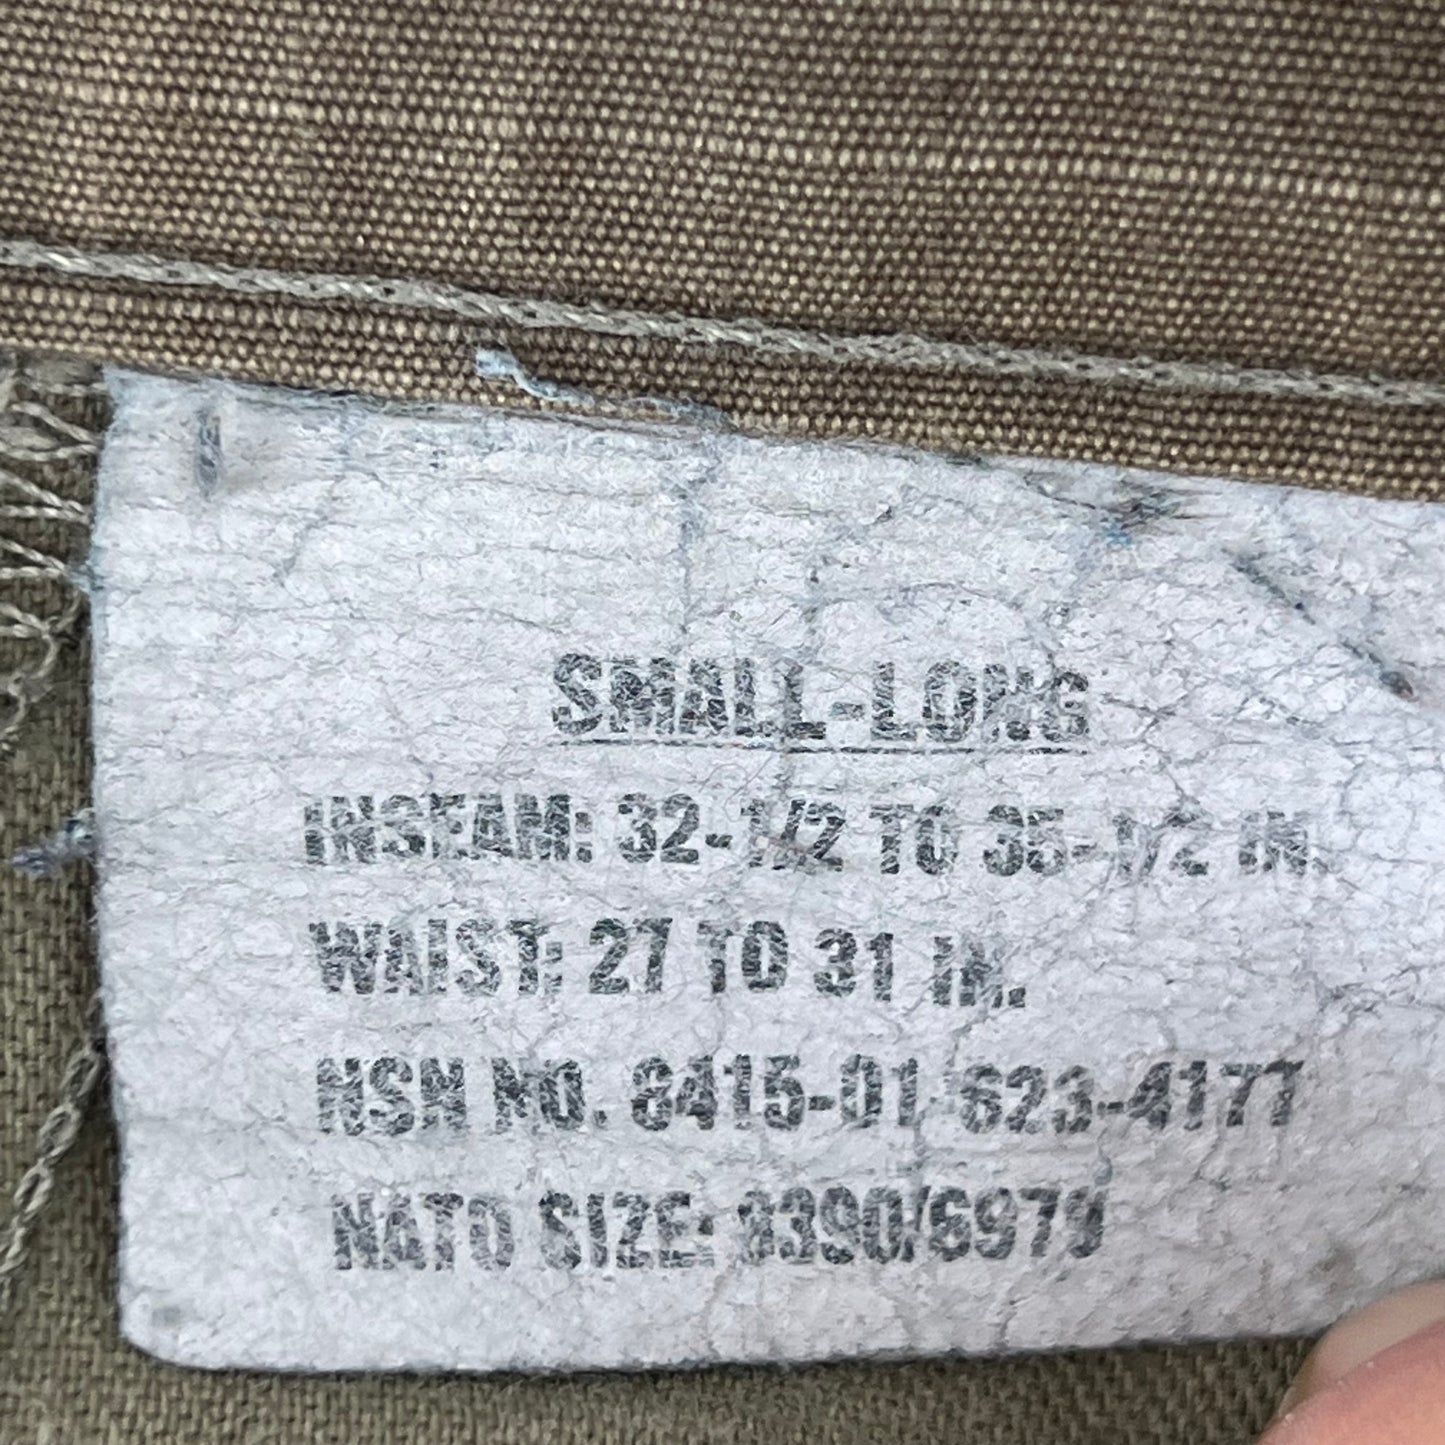 SMALL-LONG
INSEAM: 32-1/2 TO 35-1/2 IN.
WAIST: 27 TO 31 IN.
NSN NO. 8415-01-623-4177
NATO SIZE: 8390/6979